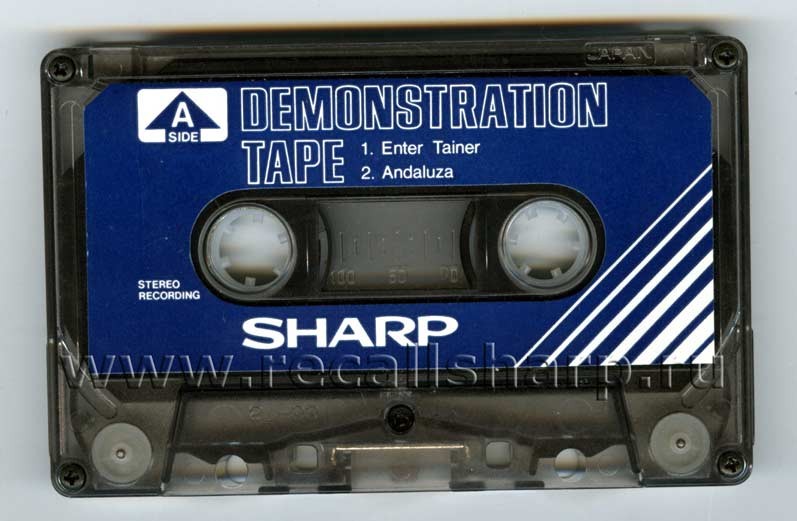 JAPAN
A
SIDE
DEMONSTRATION
TAPE
1. Enter Tainer
2. Andaluza
100 50 00
STEREO
RECORDING
SHARP
www.recallsharp.ru